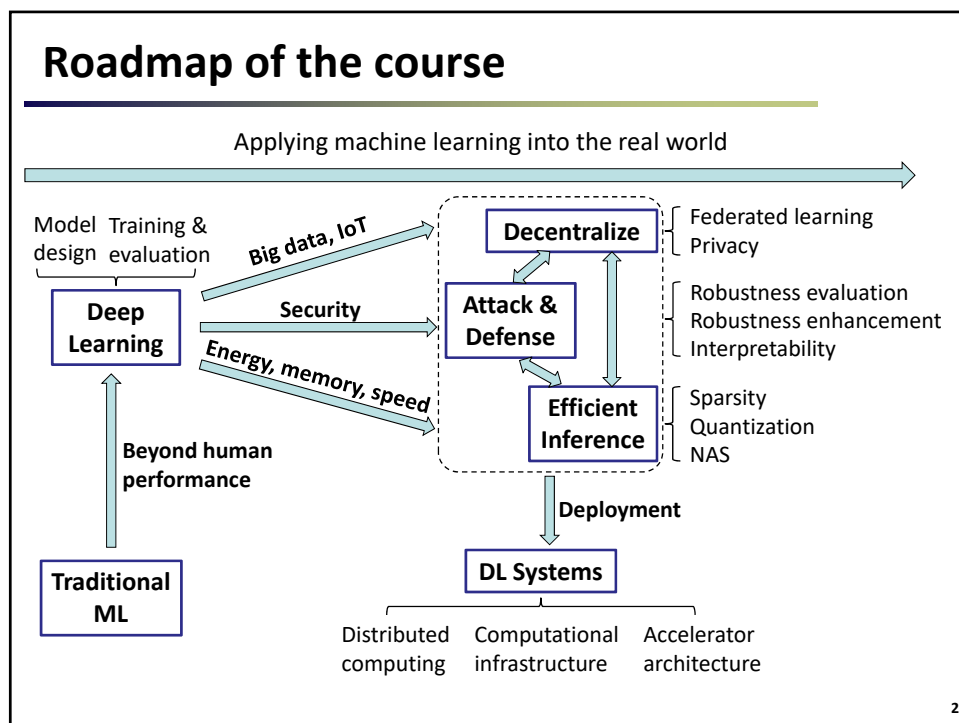 Roadmap of the course
Applying machine learning into the real world
Model
design
Training &
evaluation
Deep
Learning
Big data, IoT
Security
Energy, memory, speed
Decentralize
Attack &
Defense
Efficient
Inference
Federated learning
Privacy
Robustness evaluation
Robustness enhancement
Interpretability
Sparsity
Quantization
NAS
Beyond human
performance
Traditional
ML
Deployment
DL Systems
Distributed
computing
Computational
infrastructure
Accelerator
architecture
2